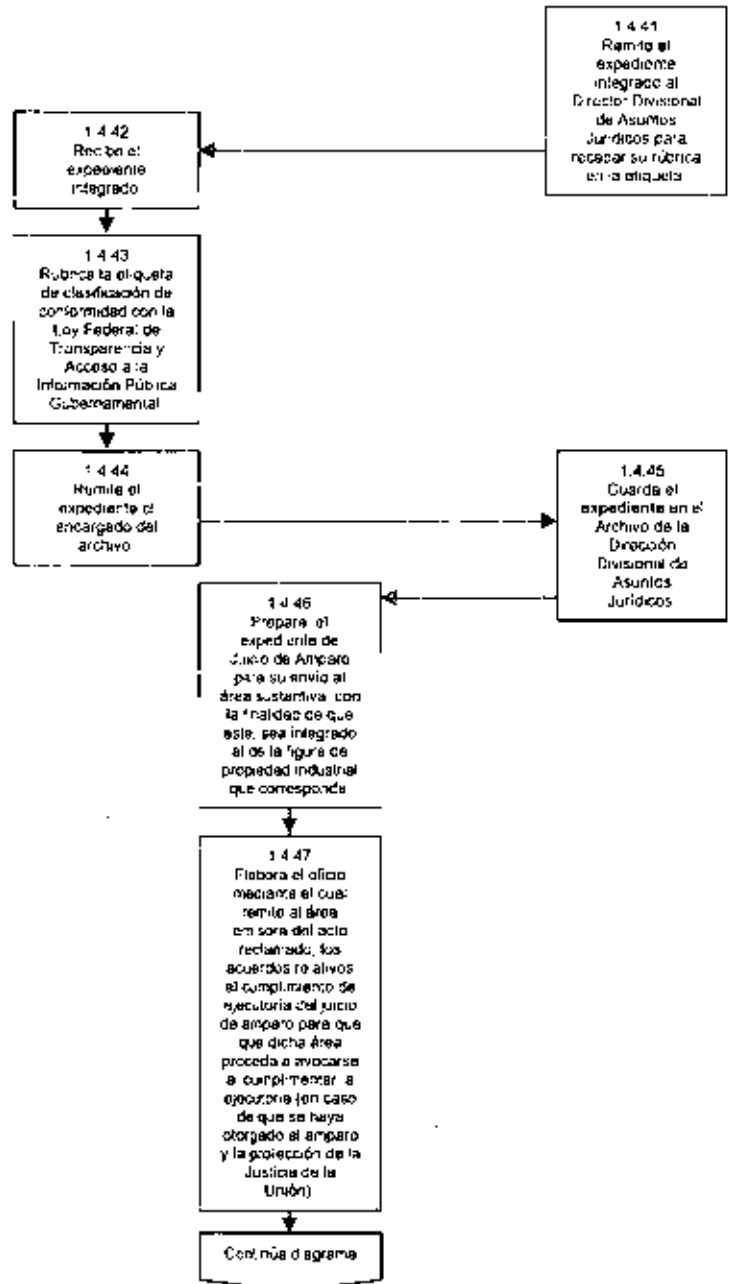 1.4.41
Remite el
expediente
integrado al
Director Divisional
de Asuntos
Jurídicos para
recabar su rúbrica
en la etiqueta
1.4.42
Recibe el
expediente
integrado
1.4.43
Rubrica la etiqueta
de clasificación de
conformidad con la
Ley Federal de
Transparencia y
Acceso a la
Información Pública
Gubernamental
1.4.44
Remite el
expediente al
encargado del
archivo
1.4.45
Guarda el
expediente en el
Archivo de la
Dirección
Divisional de
Asuntos
Jurídicos
1.4.46
Prepara el
expediente de
Juicio de Amparo
para su envío al
área sustantiva, con
la finalidad de que
este, sea integrado
al de la figura de
propiedad industrial
que corresponda
1.4.47
Elabora el oficio
mediante el cual
remite al área
emisora del acto
reclamado, los
acuerdos relativos
al cumplimiento de
ejecutoria del juicio
de amparo para que
que dicha área
proceda a avocarse
a cumplimentar la
ejecutoria (en caso
de que se haya
otorgado el amparo
y la protección de la
Justicia de la
Unión)
Continúa diagrama